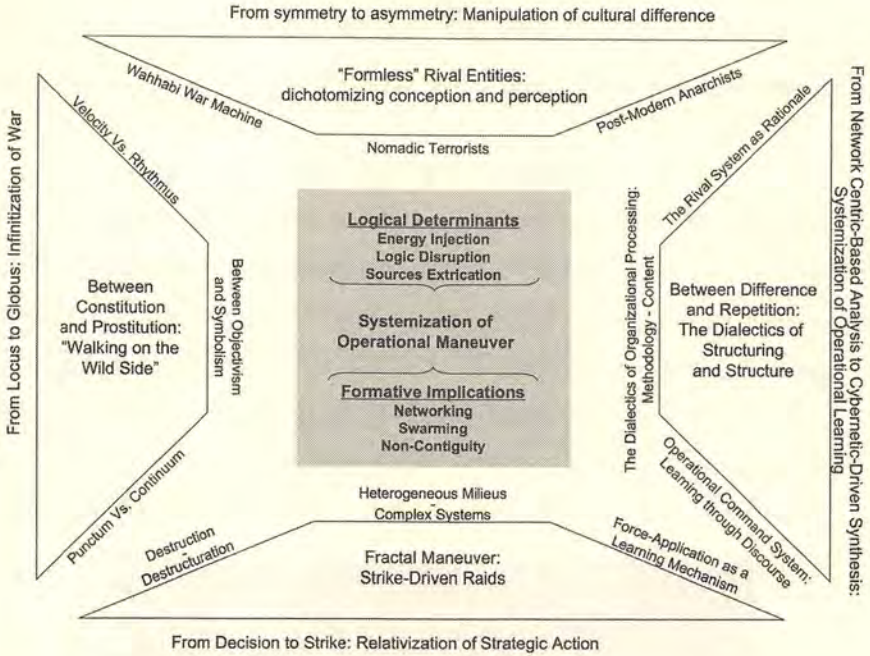 From symmetry to asymmetry: Manipulation of cultural difference
"Formless" Rival Entities:
dichotomizing conception and perception
Wahhabi War Machine
Post-Modern Anarchists
Nomadic Terrorists
From Locus to Globus: Infinitization of War
Velocity Vs. Rhythmus
Between
Constitution
and Prostitution:
"Walking on the
Wild Side"
Between Objectivism
and Symbolism
Punctum Vs. Continuum
Logical Determinants
Energy Injection
Logic Disruption
Sources Extrication
Systemization of
Operational Maneuver
Formative Implications
Networking
Swarming
Non-Contiguity
The Dialectics of Organizational Processing:
Methodology - Content
The Rival System as Rationale
Between Difference
and Repetition:
The Dialectics of
Structuring
and Structure
Operational Command System:
Learning through Discourse
From Network Centric-Based Analysis to Cybernetic-Driven Synthesis:
Systemization of Operational Learning
Heterogeneous Milieus
-
Complex Systems
Destruction
-
Destructuration
Fractal Maneuver:
Strike-Driven Raids
Force-Application as a
Learning Mechanism
From Decision to Strike: Relativization of Strategic Action